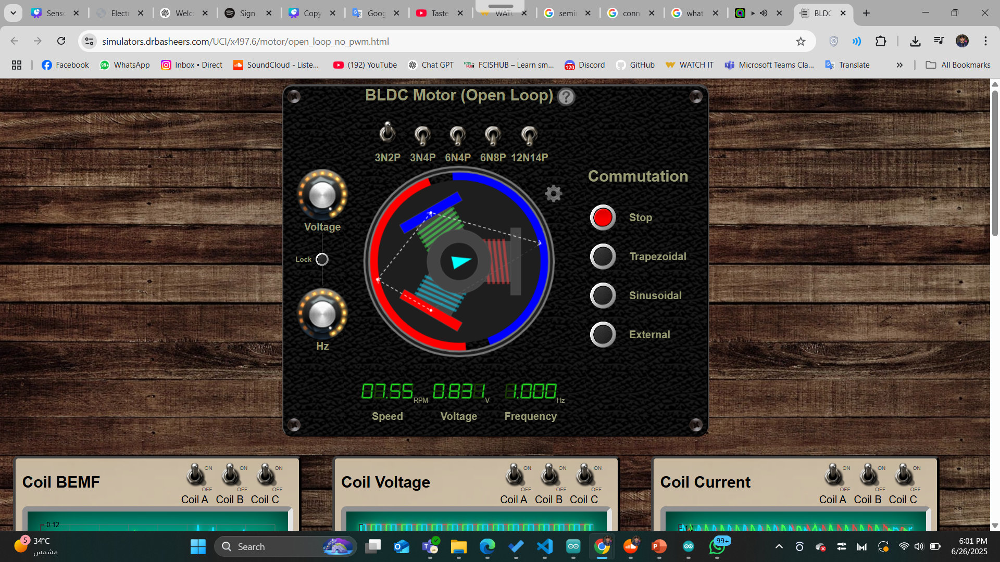 Senso
Electr
Welco
Sign
Copy
Goog
Taste
WATC
semi
conn
what
BLDC
simulators.drbasheers.com/UCI/x497.6/motor/open_loop_no_pwm.html
Facebook
99+
WhatsApp
Inbox • Direct
SoundCloud - Liste...
(192) YouTube
Chat GPT
FCISHUB – Learn sm...
120
Discord
GitHub
WATCH IT
Microsoft Teams Cla...
Translate
All Bookmarks
BLDC Motor (Open Loop)
?
3N2P 3N4P 6N4P 6N8P 12N14P
Commutation
Voltage
Stop
Lock
Trapezoidal
Sinusoidal
Hz
External
07.55 RPM 0.831 V 1.000 Hz
Speed Voltage Frequency
Coil BEMF
ON ON ON
OFF OFF OFF
Coil A Coil B Coil C
0.12
Coil Voltage
ON ON ON
OFF OFF OFF
Coil A Coil B Coil C
Coil Current
ON ON ON
OFF OFF OFF
Coil A Coil B Coil C
1.0
5
34°C
مشمس
Search
99+
6:01 PM
6/26/2025